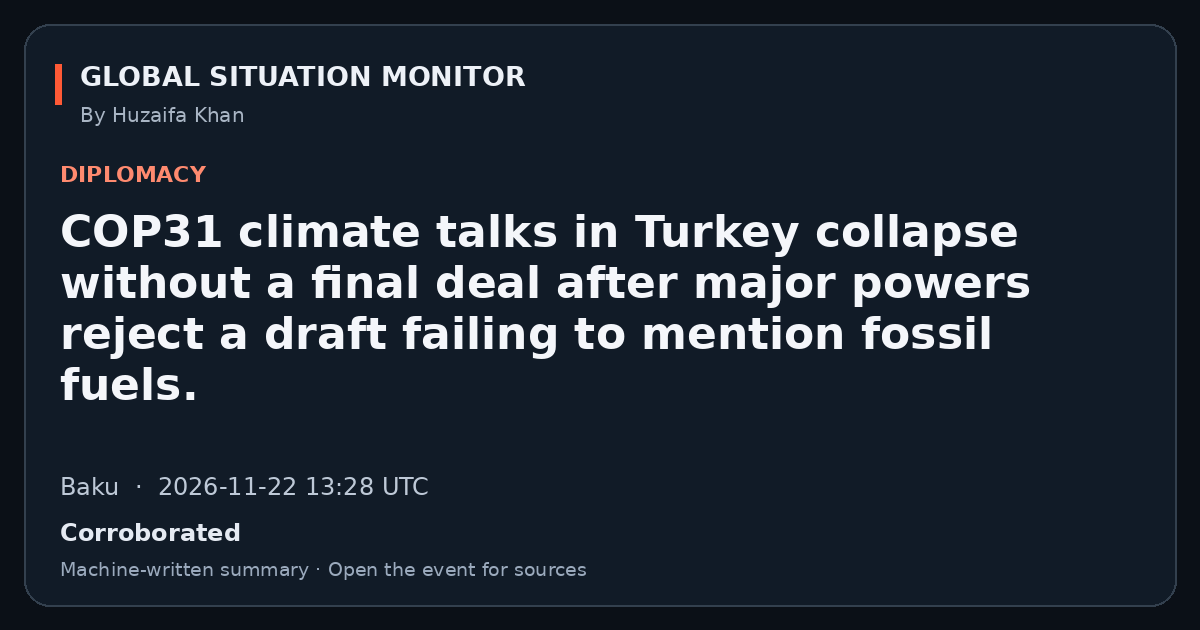 GLOBAL SITUATION MONITOR
By Huzaifa Khan
DIPLOMACY
COP31 climate talks in Turkey collapse
without a final deal after major powers
reject a draft failing to mention fossil
fuels.
Baku · 2026-11-22 13:28 UTC
Corroborated
Machine-written summary · Open the event for sources